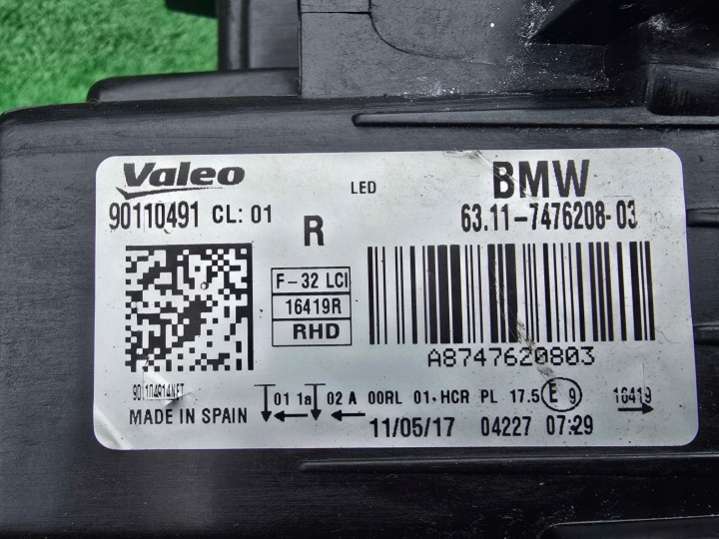 Valeo
LED
BMW
90110491 CL: 01
R
63.11-7476208-03
F-32 LCI
16419R
RHD
A8747620803
01 1a 02 A 00RL 01. HCR PL 17.5 E 9 16419
MADE IN SPAIN
11/05/17 04227 07:29